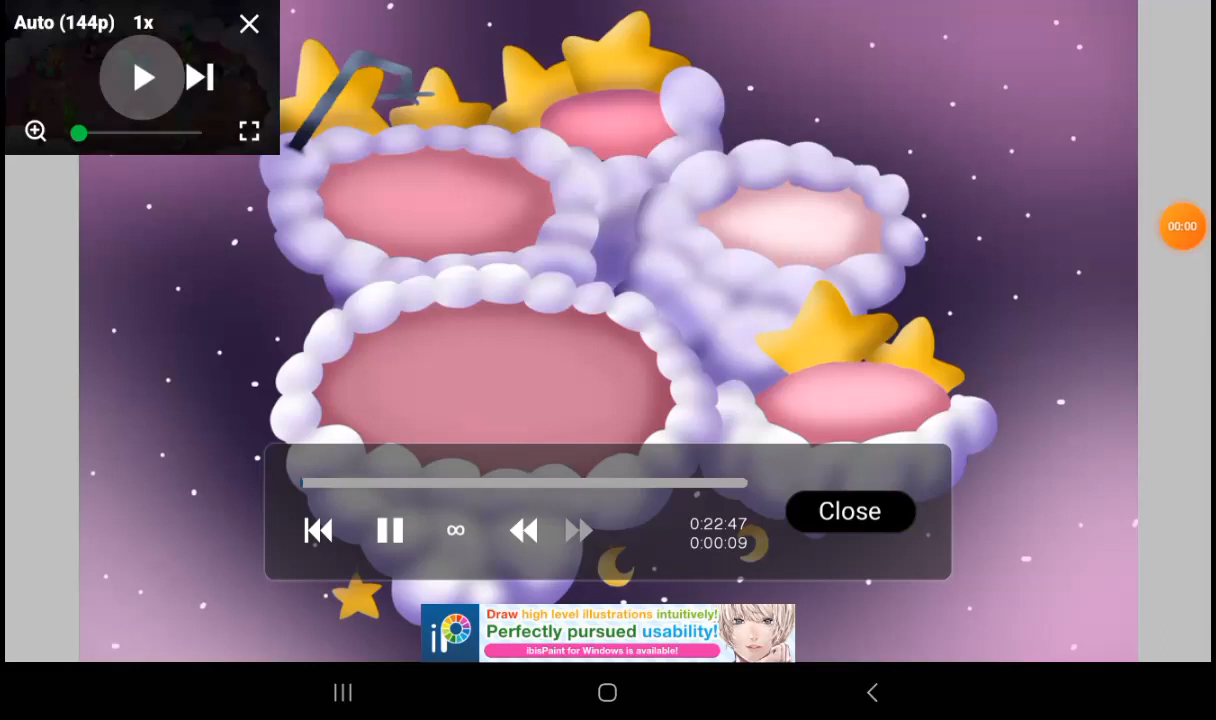 Auto (144p) 1x
00:00
0:22:47
0:00:09
Close
Draw high level illustrations intuitively!
iP
Perfectly pursued usability!
ibisPaint for Windows is available!